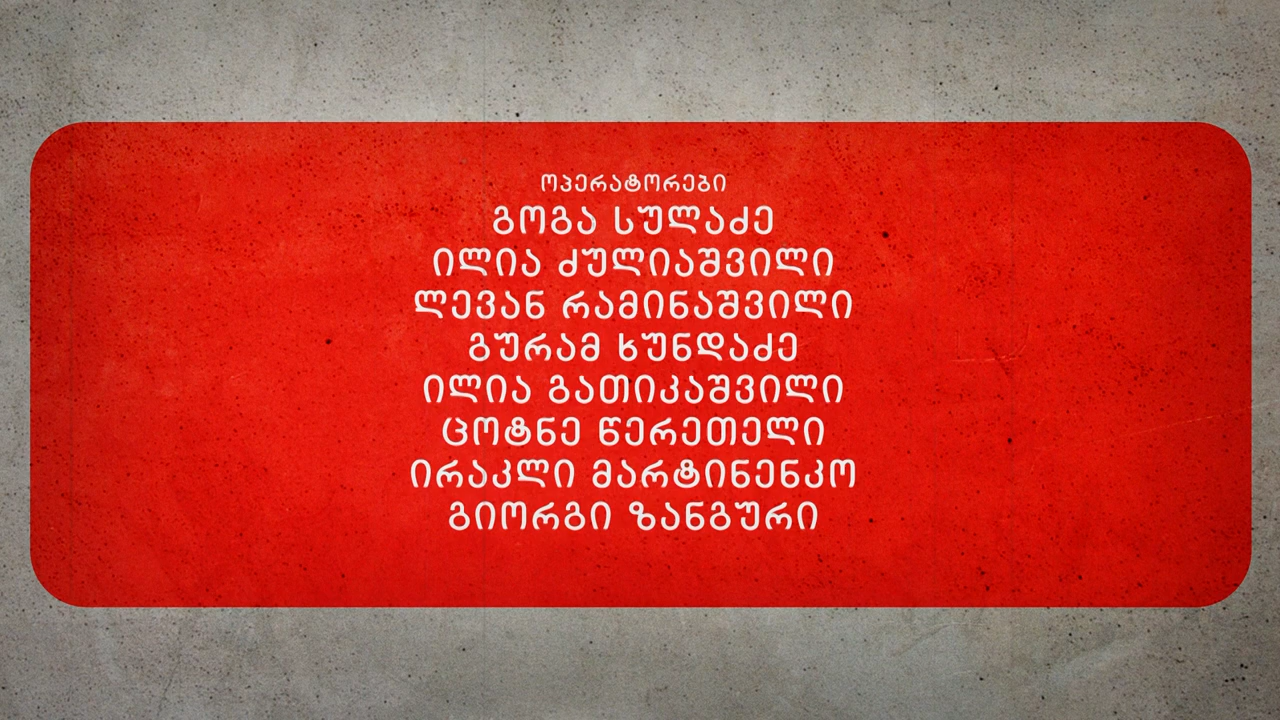 ოპერატორები
გოგა სულაძე
ილია ძულიაშვილი
ლევან რამინაშვილი
გურამ ხუნდაძე
ილია გათიკაშვილი
ცოტნე წერეთელი
ირაკლი მარტინენკო
გიორგი ზანგური